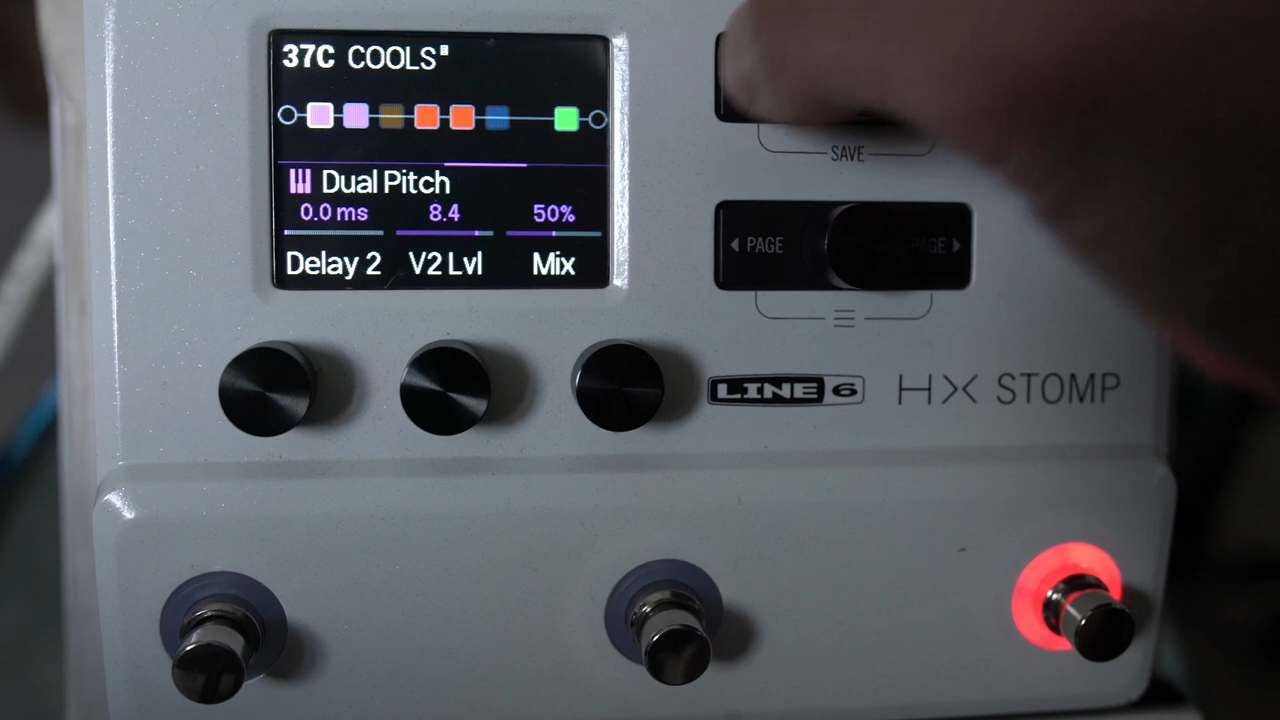 37C COOLS
SAVE
Dual Pitch
0.0 ms 8.4 50%
Delay 2 V2 Lvl Mix
PAGE PAGE
LINE 6 HX STOMP